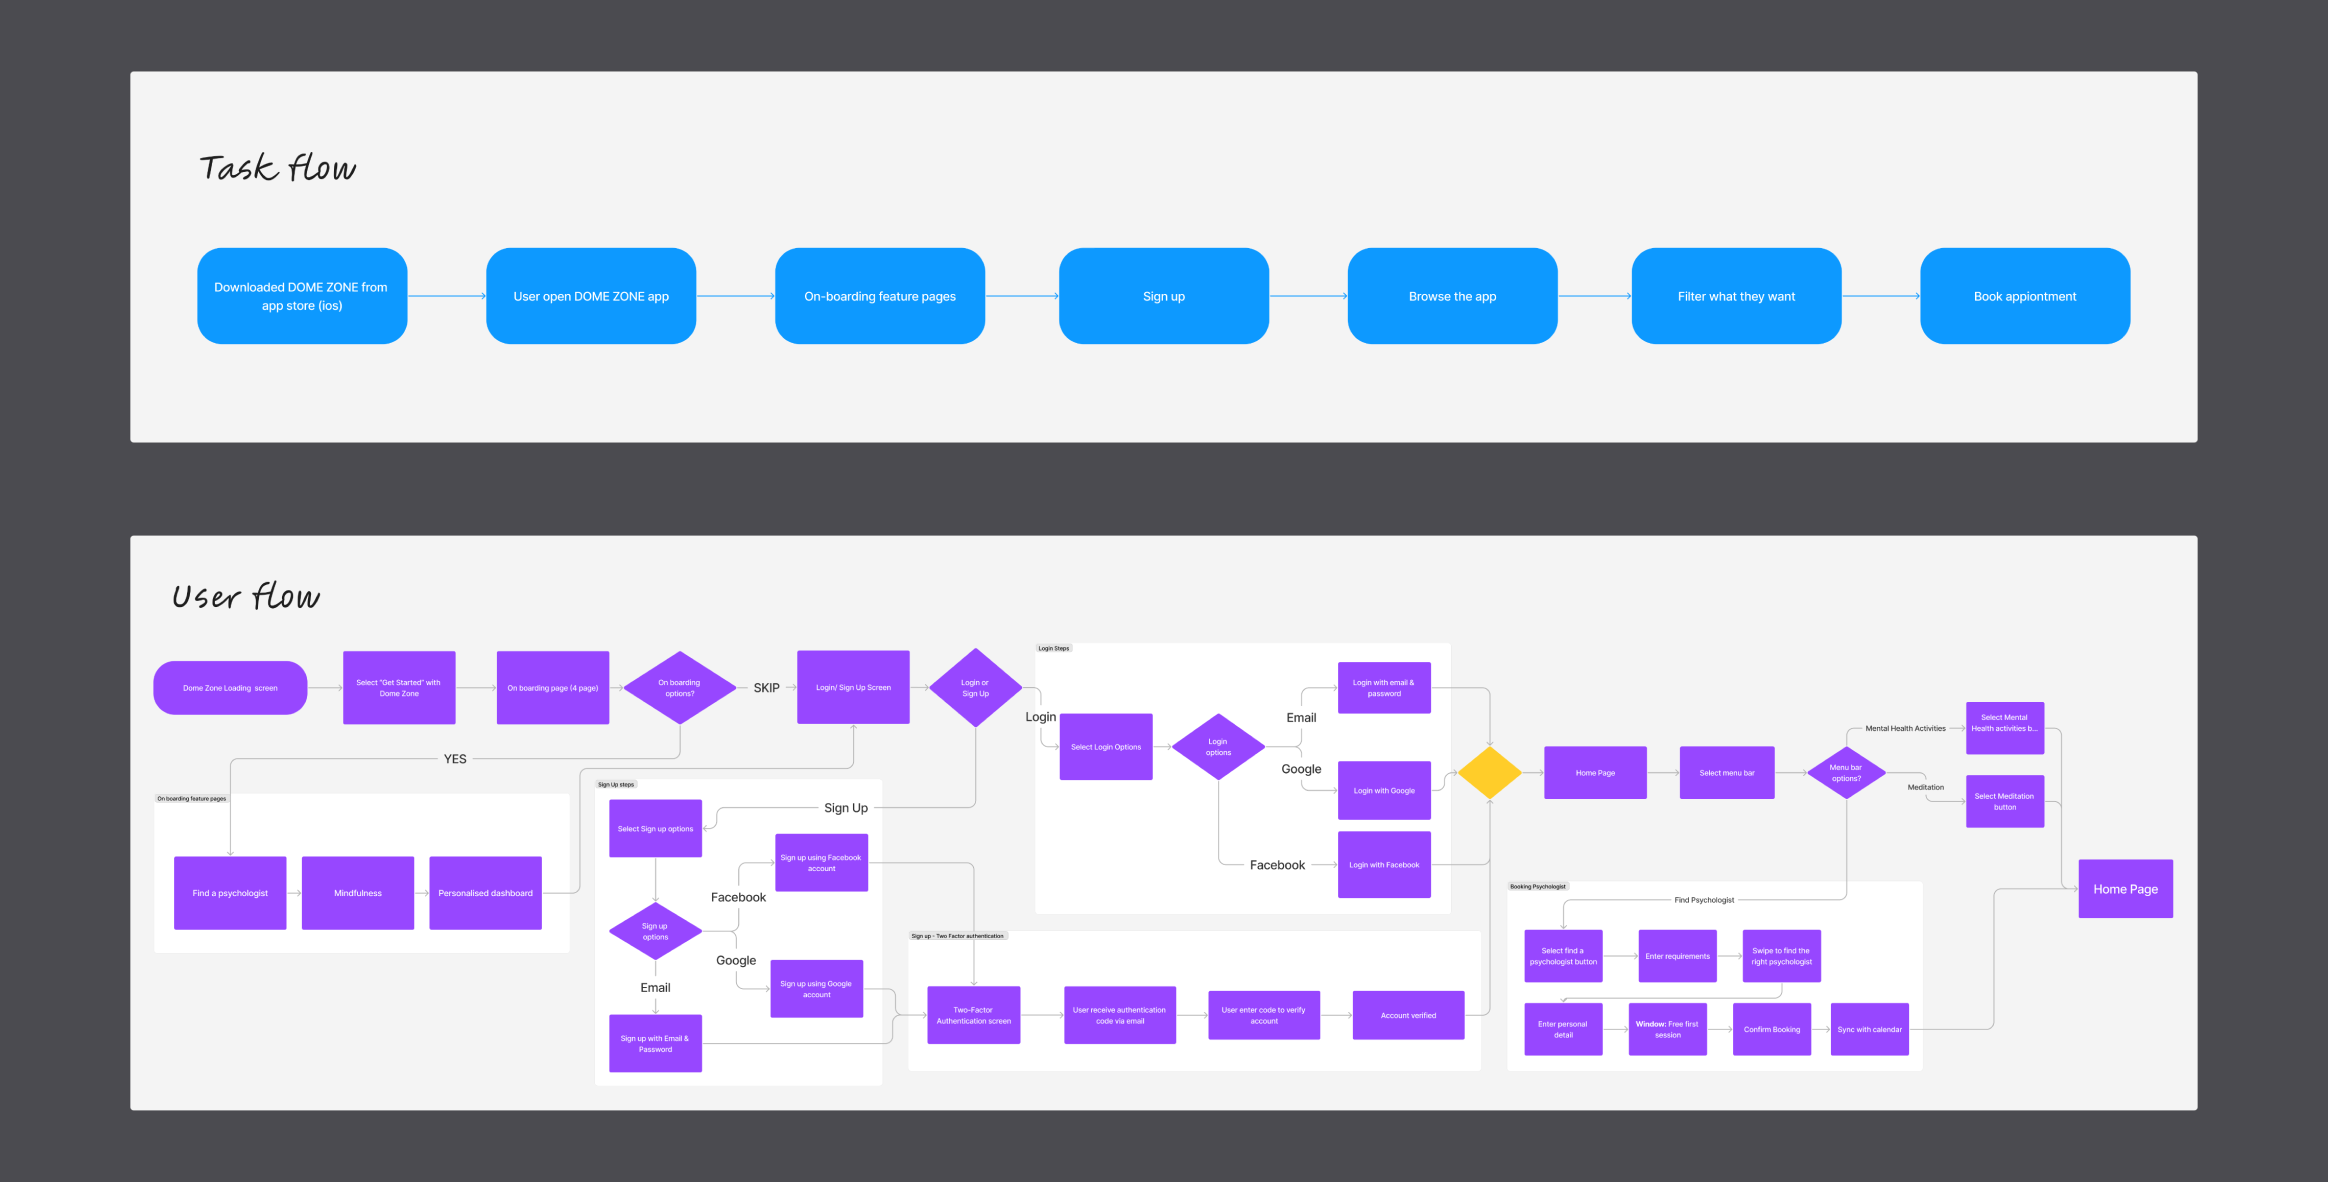 Task flow
Downloaded DOME ZONE from
app store (ios)
User open DOME ZONE app
On-boarding feature pages
Sign up
Browse the app
Filter what they want
Book appiontment
User flow
Dome Zone Loading screen
Select "Get Started" with
Dome Zone
On boarding page (4 page)
On boarding
options?
SKIP
Login/ Sign Up Screen
Login or
Sign Up
YES
On boarding feature pages
Find a psychologist
Mindfulness
Personalised dashboard
Sign Up
Sign Up steps
Select Sign up options
Sign up
options
Facebook
Sign up using Facebook
account
Google
Sign up using Google
account
Email
Sign up with Email &
Password
Login
Login Steps
Select Login Options
Login
options
Email
Login with email &
password
Google
Login with Google
Facebook
Login with Facebook
Sign up - Two Factor authentication
Two-Factor
Authentication screen
User receive authentication
code via email
User enter code to verify
account
Account verified
Home Page
Select menu bar
Menu bar
options?
Mental Health Activities
Select Mental
Health activities b...
Meditation
Select Meditation
button
Booking Psychologist
Find Psychologist
Select find a
psychologist button
Enter requirements
Swipe to find the
right psychologist
Enter personal
detail
Window: Free first
session
Confirm Booking
Sync with calendar
Home Page